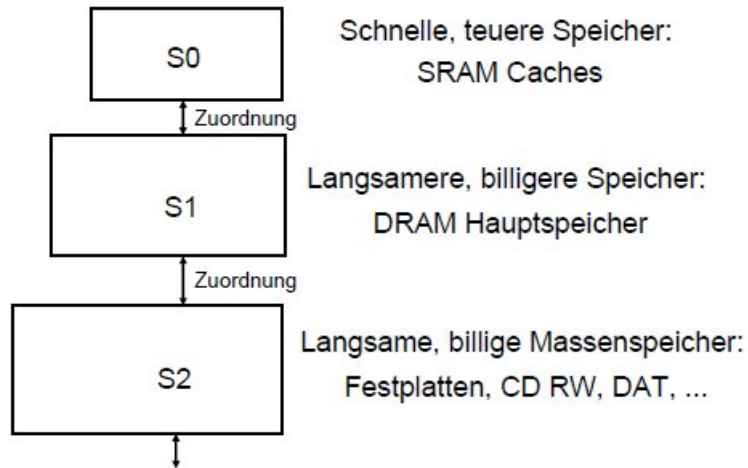 S0
Schnelle, teuere Speicher:
SRAM Caches
Zuordnung
S1
Langsamere, billigere Speicher:
DRAM Hauptspeicher
Zuordnung
S2
Langsame, billige Massenspeicher:
Festplatten, CD RW, DAT, ...